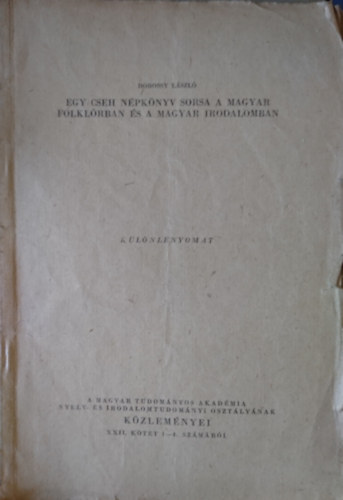 DOBOSSY LÁSZLÓ
EGY CSEH NÉPKÖNYV SORSA A MAGYAR
FOLKLÓRBAN ÉS A MAGYAR IRODALOMBAN
KÜLÖNLENYOMAT
A MAGYAR TUDOMÁNYOS AKADÉMIA
NYELV- ÉS IRODALOMTUDOMÁNYI OSZTÁLYÁNAK
KÖZLEMÉNYEI
XXII. KÖTET 1–4. SZÁMÁBÓL